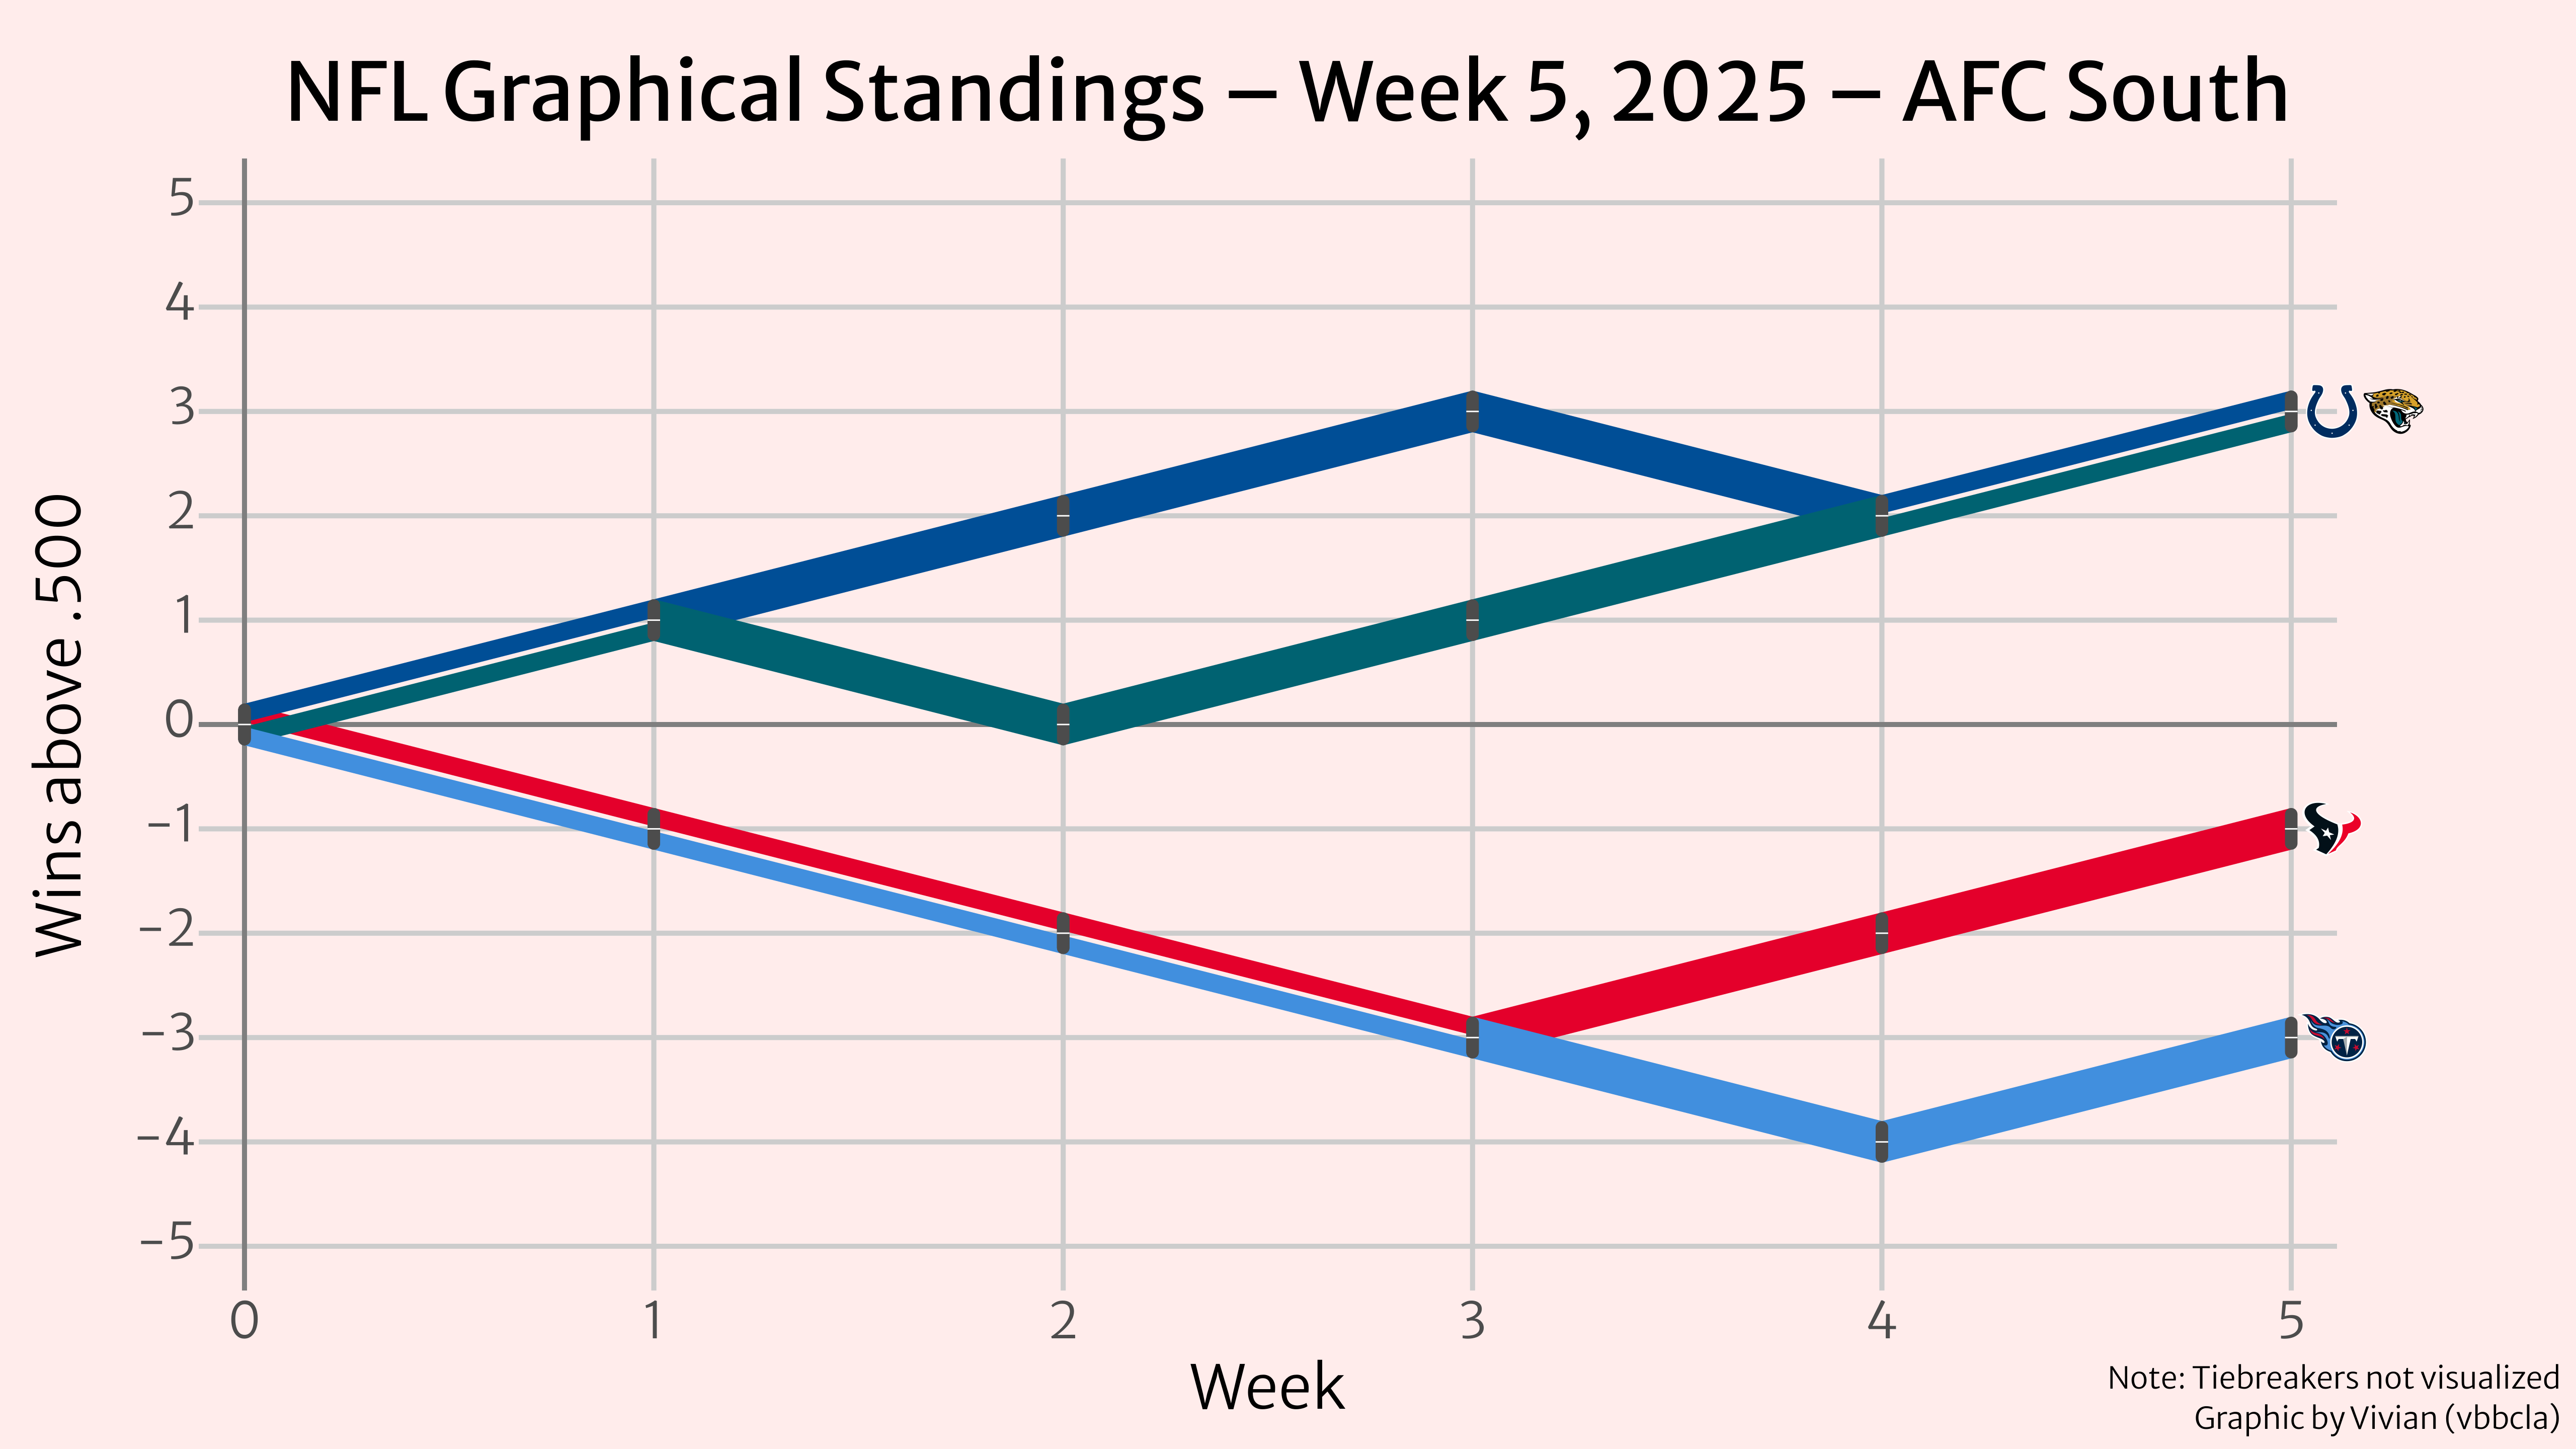 NFL Graphical Standings – Week 5, 2025 – AFC South
Wins above .500
5
4
3
2
1
0
−1
−2
−3
−4
−5
0 1 2 3 4 5
Week
Note: Tiebreakers not visualized
Graphic by Vivian (vbbcla)